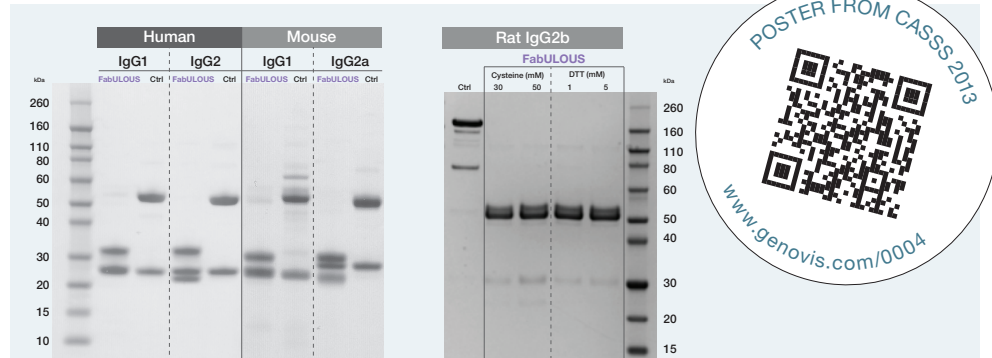 Human Mouse
IgG1 IgG2 IgG1 IgG2a
kDa FabULOUS Ctrl FabULOUS Ctrl FabULOUS Ctrl FabULOUS Ctrl
260
160
110
80
60
50
40
30
20
15
10
Rat IgG2b
FabULOUS
Cysteine (mM) DTT (mM)
Ctrl 30 50 1 5 kDa
260
160
110
80
60
50
40
30
20
15
POSTER FROM CASSS 2013
www.genovis.com/0004